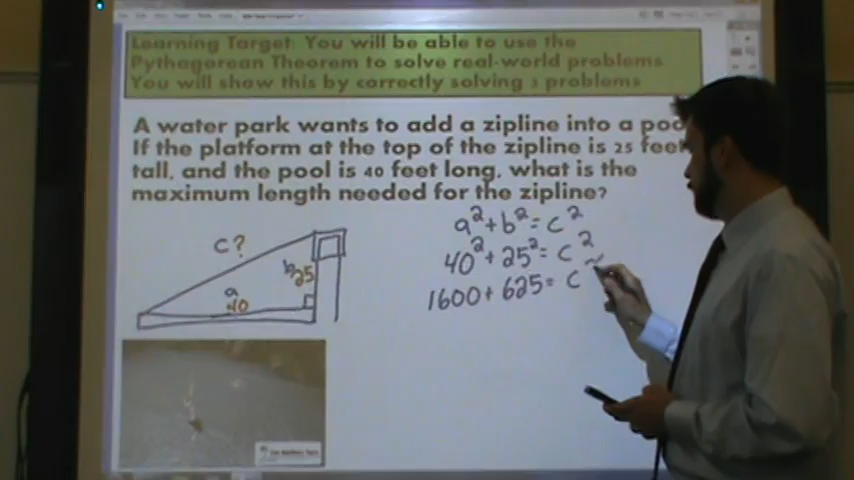 Learning Target: You will be able to use the
Pythagorean Theorem to solve real-world problems
You will show this by correctly solving 3 problems
A water park wants to add a zipline into a pool
If the platform at the top of the zipline is 25 feet
tall, and the pool is 40 feet long, what is the
maximum length needed for the zipline?
a² + b² = c²
40² + 25² = c²
1600 + 625 = c
c?
b 25
a
40